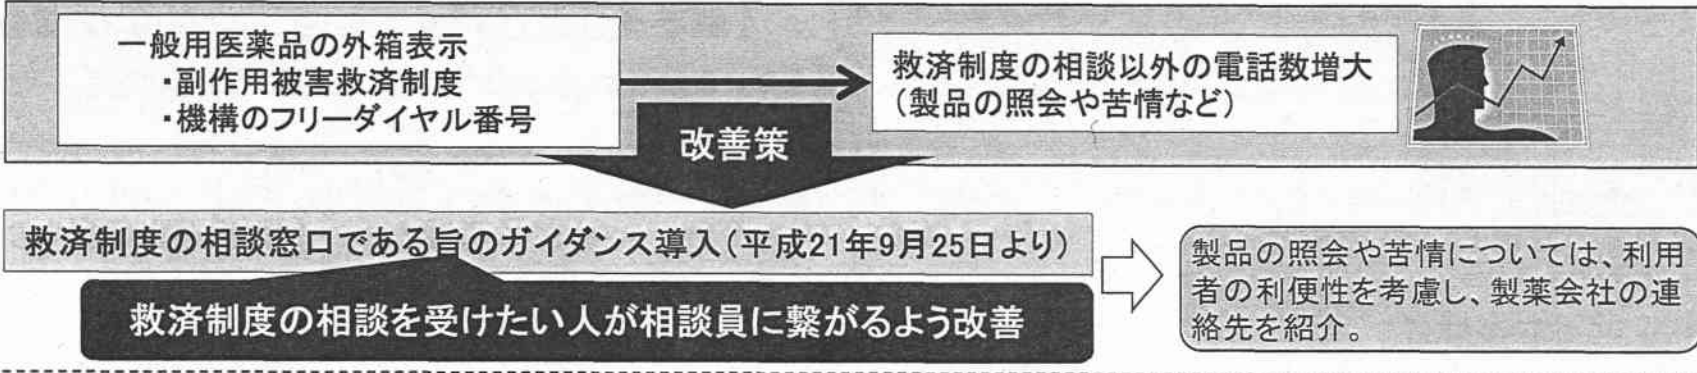 一般用医薬品の外箱表示
・副作用被害救済制度
・機構のフリーダイヤル番号
救済制度の相談以外の電話数増大
（製品の照会や苦情など）
改善策
救済制度の相談窓口である旨のガイダンス導入（平成21年9月25日より）
救済制度の相談を受けたい人が相談員に繋がるよう改善
製品の照会や苦情については、利用
者の利便性を考慮し、製薬会社の連
絡先を紹介。